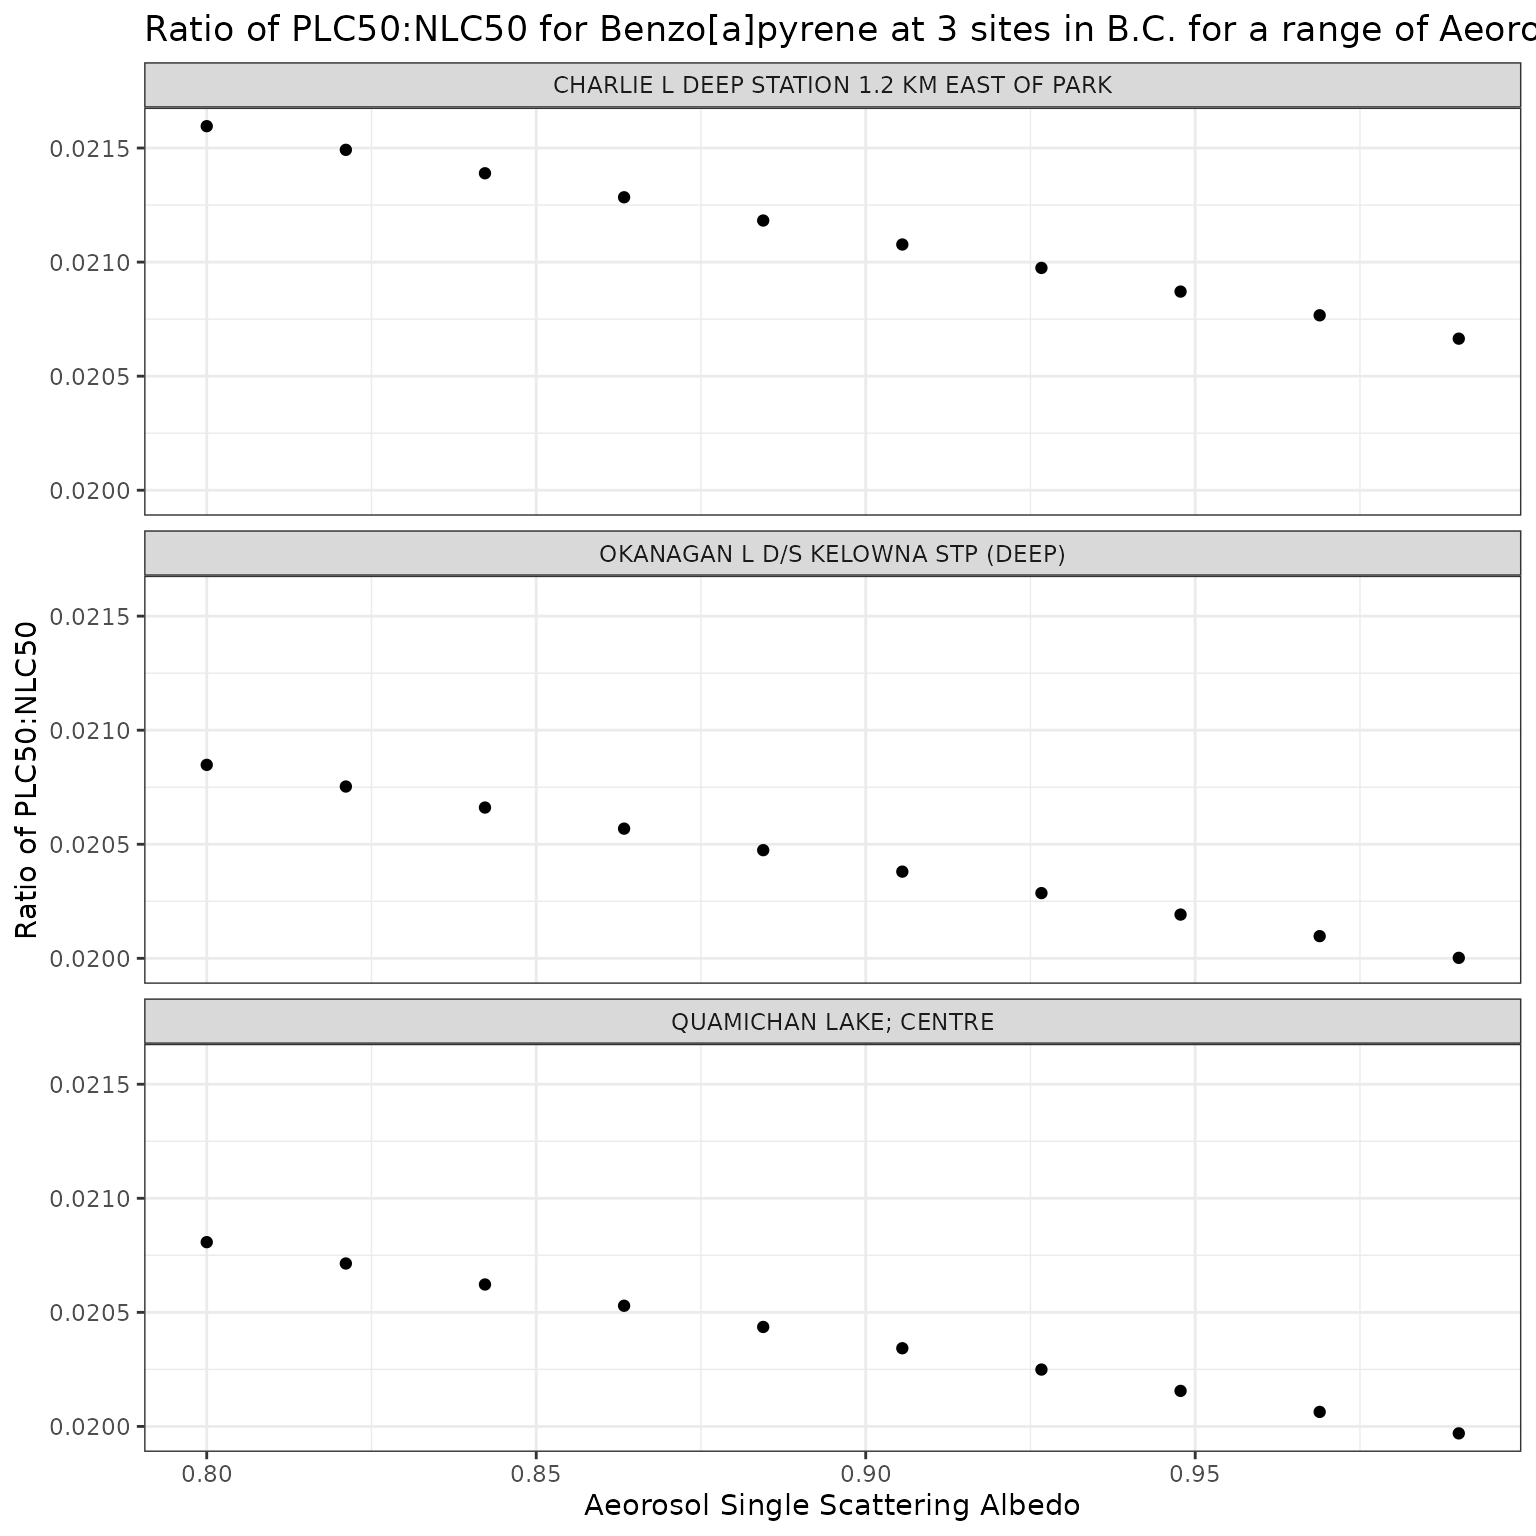 Ratio of PLC50:NLC50 for Benzo[a]pyrene at 3 sites in B.C. for a range of Aeoro
CHARLIE L DEEP STATION 1.2 KM EAST OF PARK
0.0215
0.0210
0.0205
0.0200
OKANAGAN L D/S KELOWNA STP (DEEP)
0.0215
0.0210
0.0205
0.0200
Ratio of PLC50:NLC50
QUAMICHAN LAKE; CENTRE
0.0215
0.0210
0.0205
0.0200
0.80 0.85 0.90 0.95
Aeorosol Single Scattering Albedo